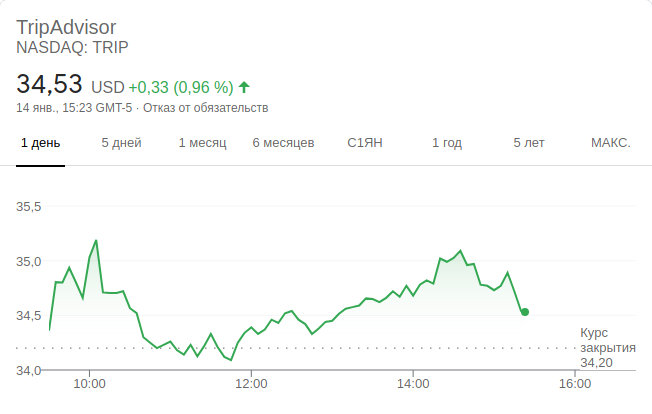 TripAdvisor
NASDAQ: TRIP
34,53 USD +0,33 (0,96 %)
14 янв., 15:23 GMT-5 · Отказ от обязательств
1 день 5 дней 1 месяц 6 месяцев С1ЯН 1 год 5 лет МАКС.
35,5
35,0
34,5
Курс
закрытия
34,20
34,0
10:00 12:00 14:00 16:00